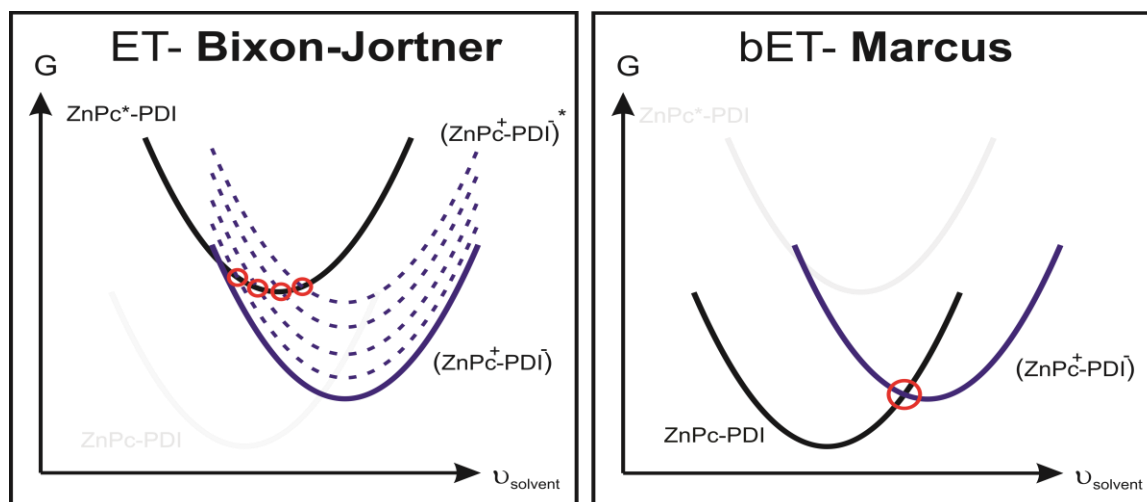 ET- Bixon-Jortner
G
ZnPc*-PDI
(ZnPc⁺-PDI⁻)*
(ZnPc⁺-PDI⁻)
ZnPc-PDI
υsolvent
bET- Marcus
G
ZnPc*-PDI
(ZnPc⁺-PDI⁻)
ZnPc-PDI
υsolvent